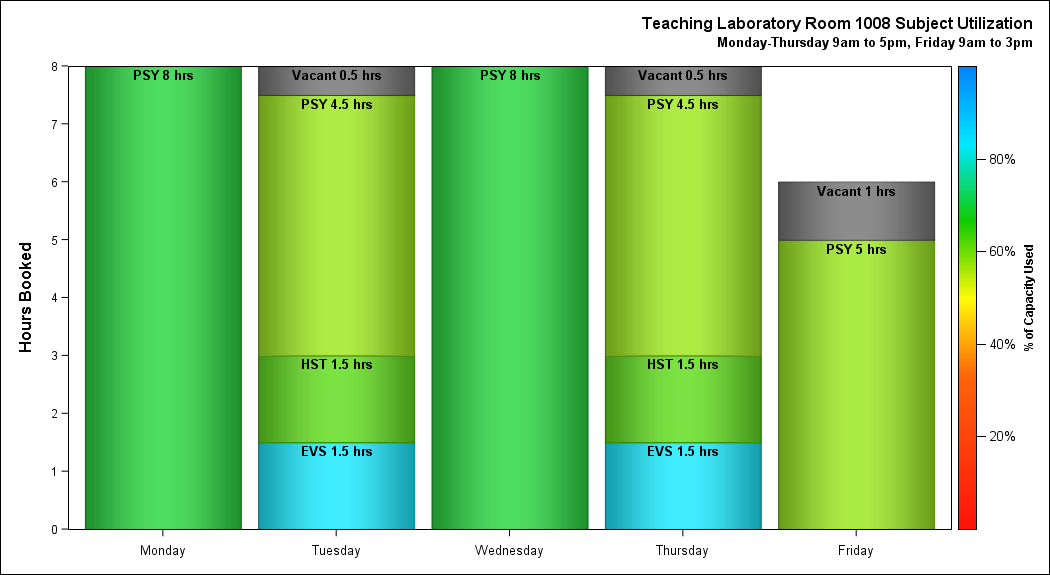 Teaching Laboratory Room 1008 Subject Utilization
Monday-Thursday 9am to 5pm, Friday 9am to 3pm
Hours Booked
8
7
6
5
4
3
2
1
0
PSY 8 hrs
Vacant 0.5 hrs
PSY 4.5 hrs
HST 1.5 hrs
EVS 1.5 hrs
PSY 8 hrs
Vacant 0.5 hrs
PSY 4.5 hrs
HST 1.5 hrs
EVS 1.5 hrs
Vacant 1 hrs
PSY 5 hrs
Monday
Tuesday
Wednesday
Thursday
Friday
80%
60%
40%
20%
% of Capacity Used